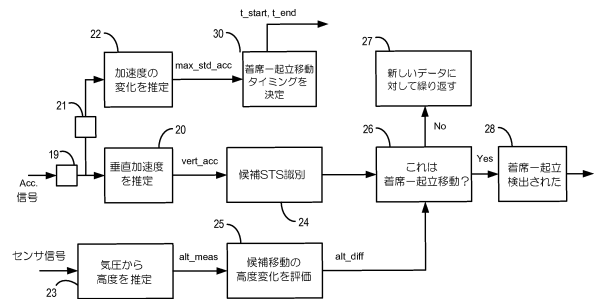 t_start, t_end
22
30
27
加速度の
変化を推定
max_std_acc
着席ー起立移動
タイミングを
決定
新しいデータに
対して繰り返す
21
No
19
20
26
28
Acc.
信号
垂直加速度
を推定
vert_acc
候補STS識別
これは
着席ー起立移動？
Yes
着席ー起立
検出された
24
25
センサ信号
気圧から
高度を推定
alt_meas
候補移動の
高度変化を評価
alt_diff
23